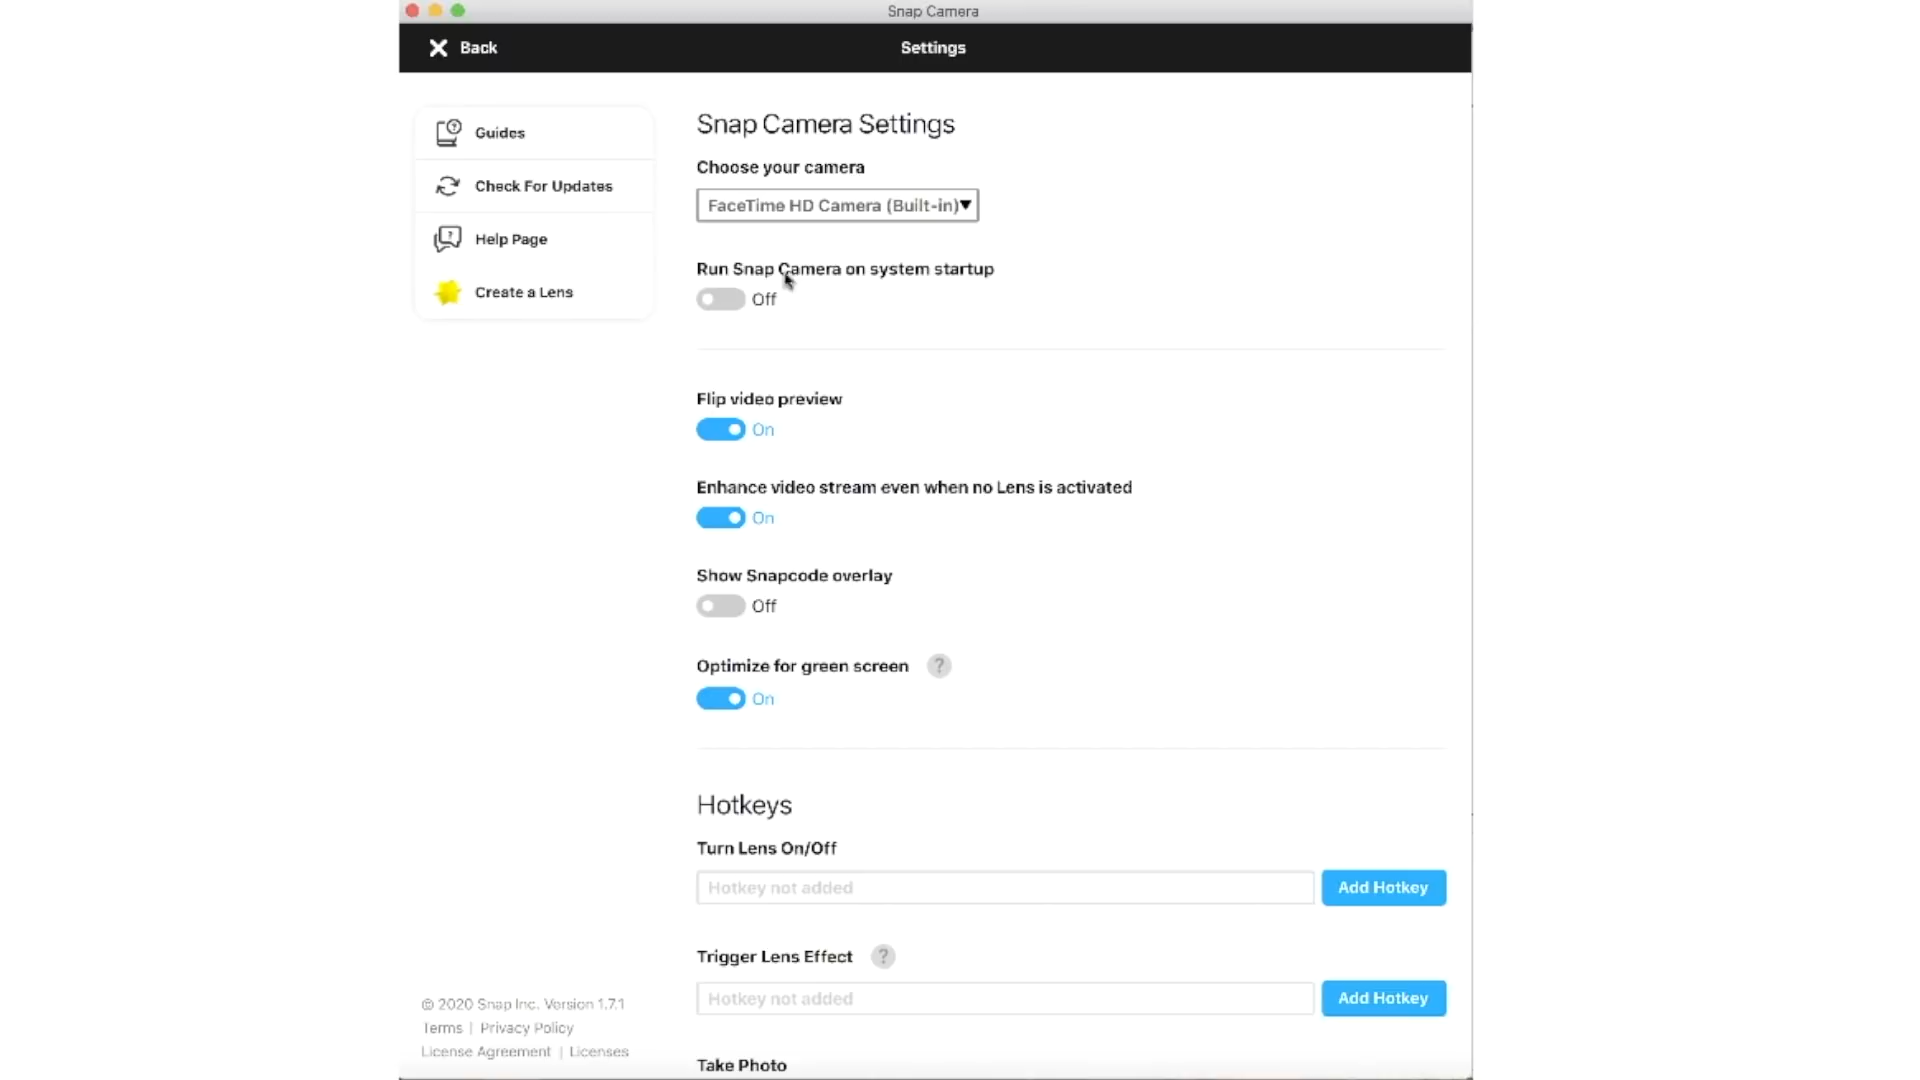 Snap Camera
Back
Settings
Guides
Check For Updates
Help Page
Create a Lens
Snap Camera Settings
Choose your camera
FaceTime HD Camera (Built-in)
Run Snap Camera on system startup
Off
Flip video preview
On
Enhance video stream even when no Lens is activated
On
Show Snapcode overlay
Off
Optimize for green screen ?
On
Hotkeys
Turn Lens On/Off
Hotkey not added Add Hotkey
Trigger Lens Effect ?
Hotkey not added Add Hotkey
Take Photo
© 2020 Snap Inc. Version 1.7.1
Terms | Privacy Policy
License Agreement | Licenses